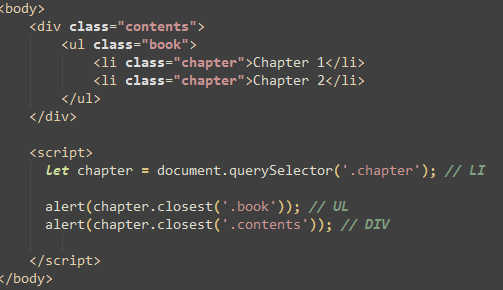 <body>
    <div class="contents">
        <ul class="book">
            <li class="chapter">Chapter 1</li>
            <li class="chapter">Chapter 2</li>
        </ul>
    </div>

    <script>
      let chapter = document.querySelector('.chapter'); // LI

      alert(chapter.closest('.book')); // UL
      alert(chapter.closest('.contents')); // DIV

    </script>
</body>